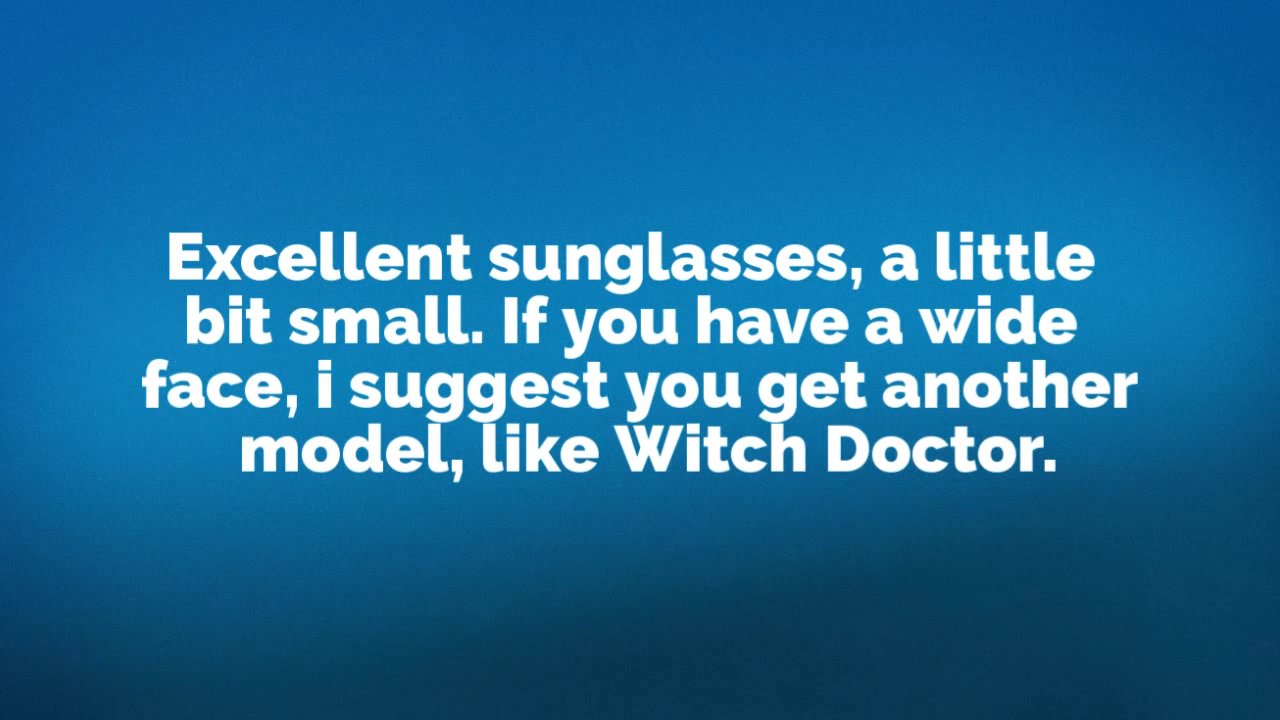 Excellent sunglasses, a little
bit small. If you have a wide
face, i suggest you get another
model, like Witch Doctor.